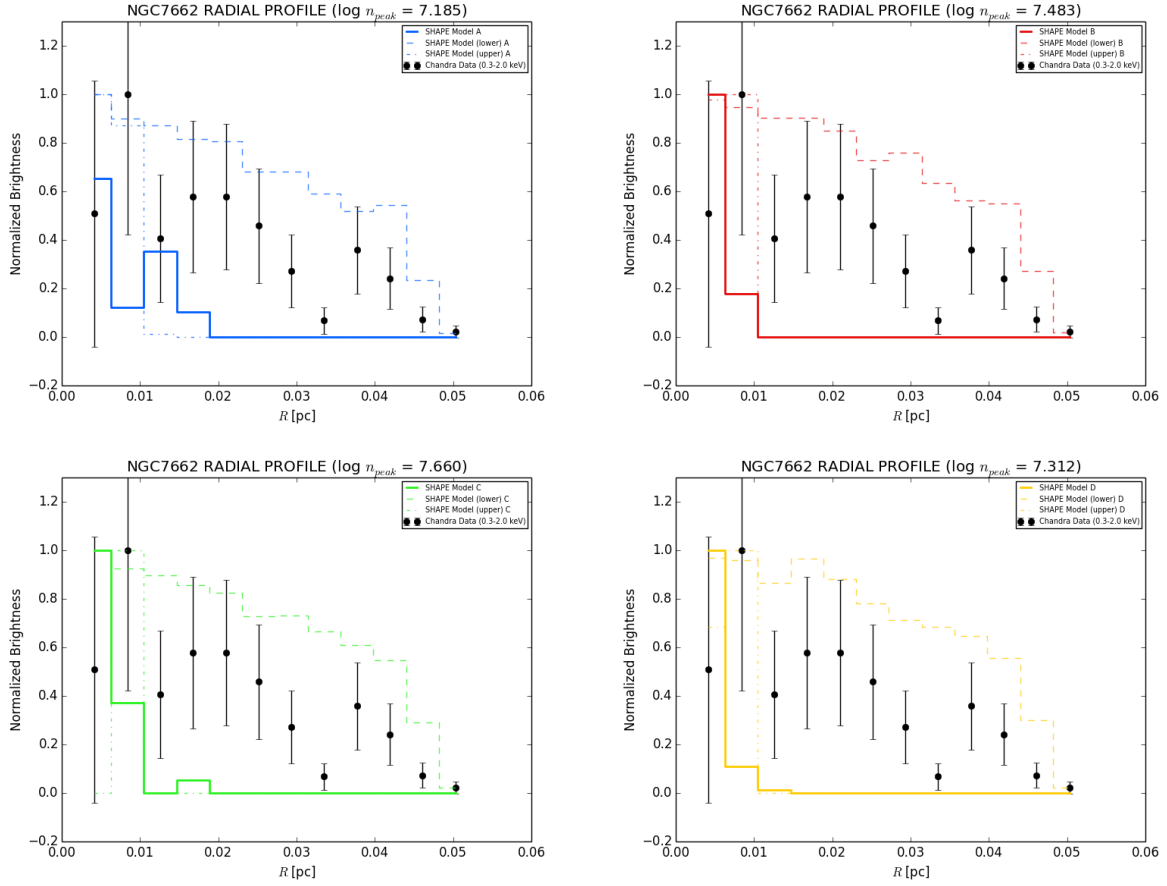 NGC7662 RADIAL PROFILE (log n_peak = 7.185)
SHAPE Model A
SHAPE Model (lower) A
SHAPE Model (upper) A
Chandra Data (0.3-2.0 keV)
Normalized Brightness
1.2
1.0
0.8
0.6
0.4
0.2
0.0
−0.2
0.00 0.01 0.02 0.03 0.04 0.05 0.06
R [pc]
NGC7662 RADIAL PROFILE (log n_peak = 7.483)
SHAPE Model B
SHAPE Model (lower) B
SHAPE Model (upper) B
Chandra Data (0.3-2.0 keV)
Normalized Brightness
1.2
1.0
0.8
0.6
0.4
0.2
0.0
−0.2
0.00 0.01 0.02 0.03 0.04 0.05 0.06
R [pc]
NGC7662 RADIAL PROFILE (log n_peak = 7.660)
SHAPE Model C
SHAPE Model (lower) C
SHAPE Model (upper) C
Chandra Data (0.3-2.0 keV)
Normalized Brightness
1.2
1.0
0.8
0.6
0.4
0.2
0.0
−0.2
0.00 0.01 0.02 0.03 0.04 0.05 0.06
R [pc]
NGC7662 RADIAL PROFILE (log n_peak = 7.312)
SHAPE Model D
SHAPE Model (lower) D
SHAPE Model (upper) D
Chandra Data (0.3-2.0 keV)
Normalized Brightness
1.2
1.0
0.8
0.6
0.4
0.2
0.0
−0.2
0.00 0.01 0.02 0.03 0.04 0.05 0.06
R [pc]